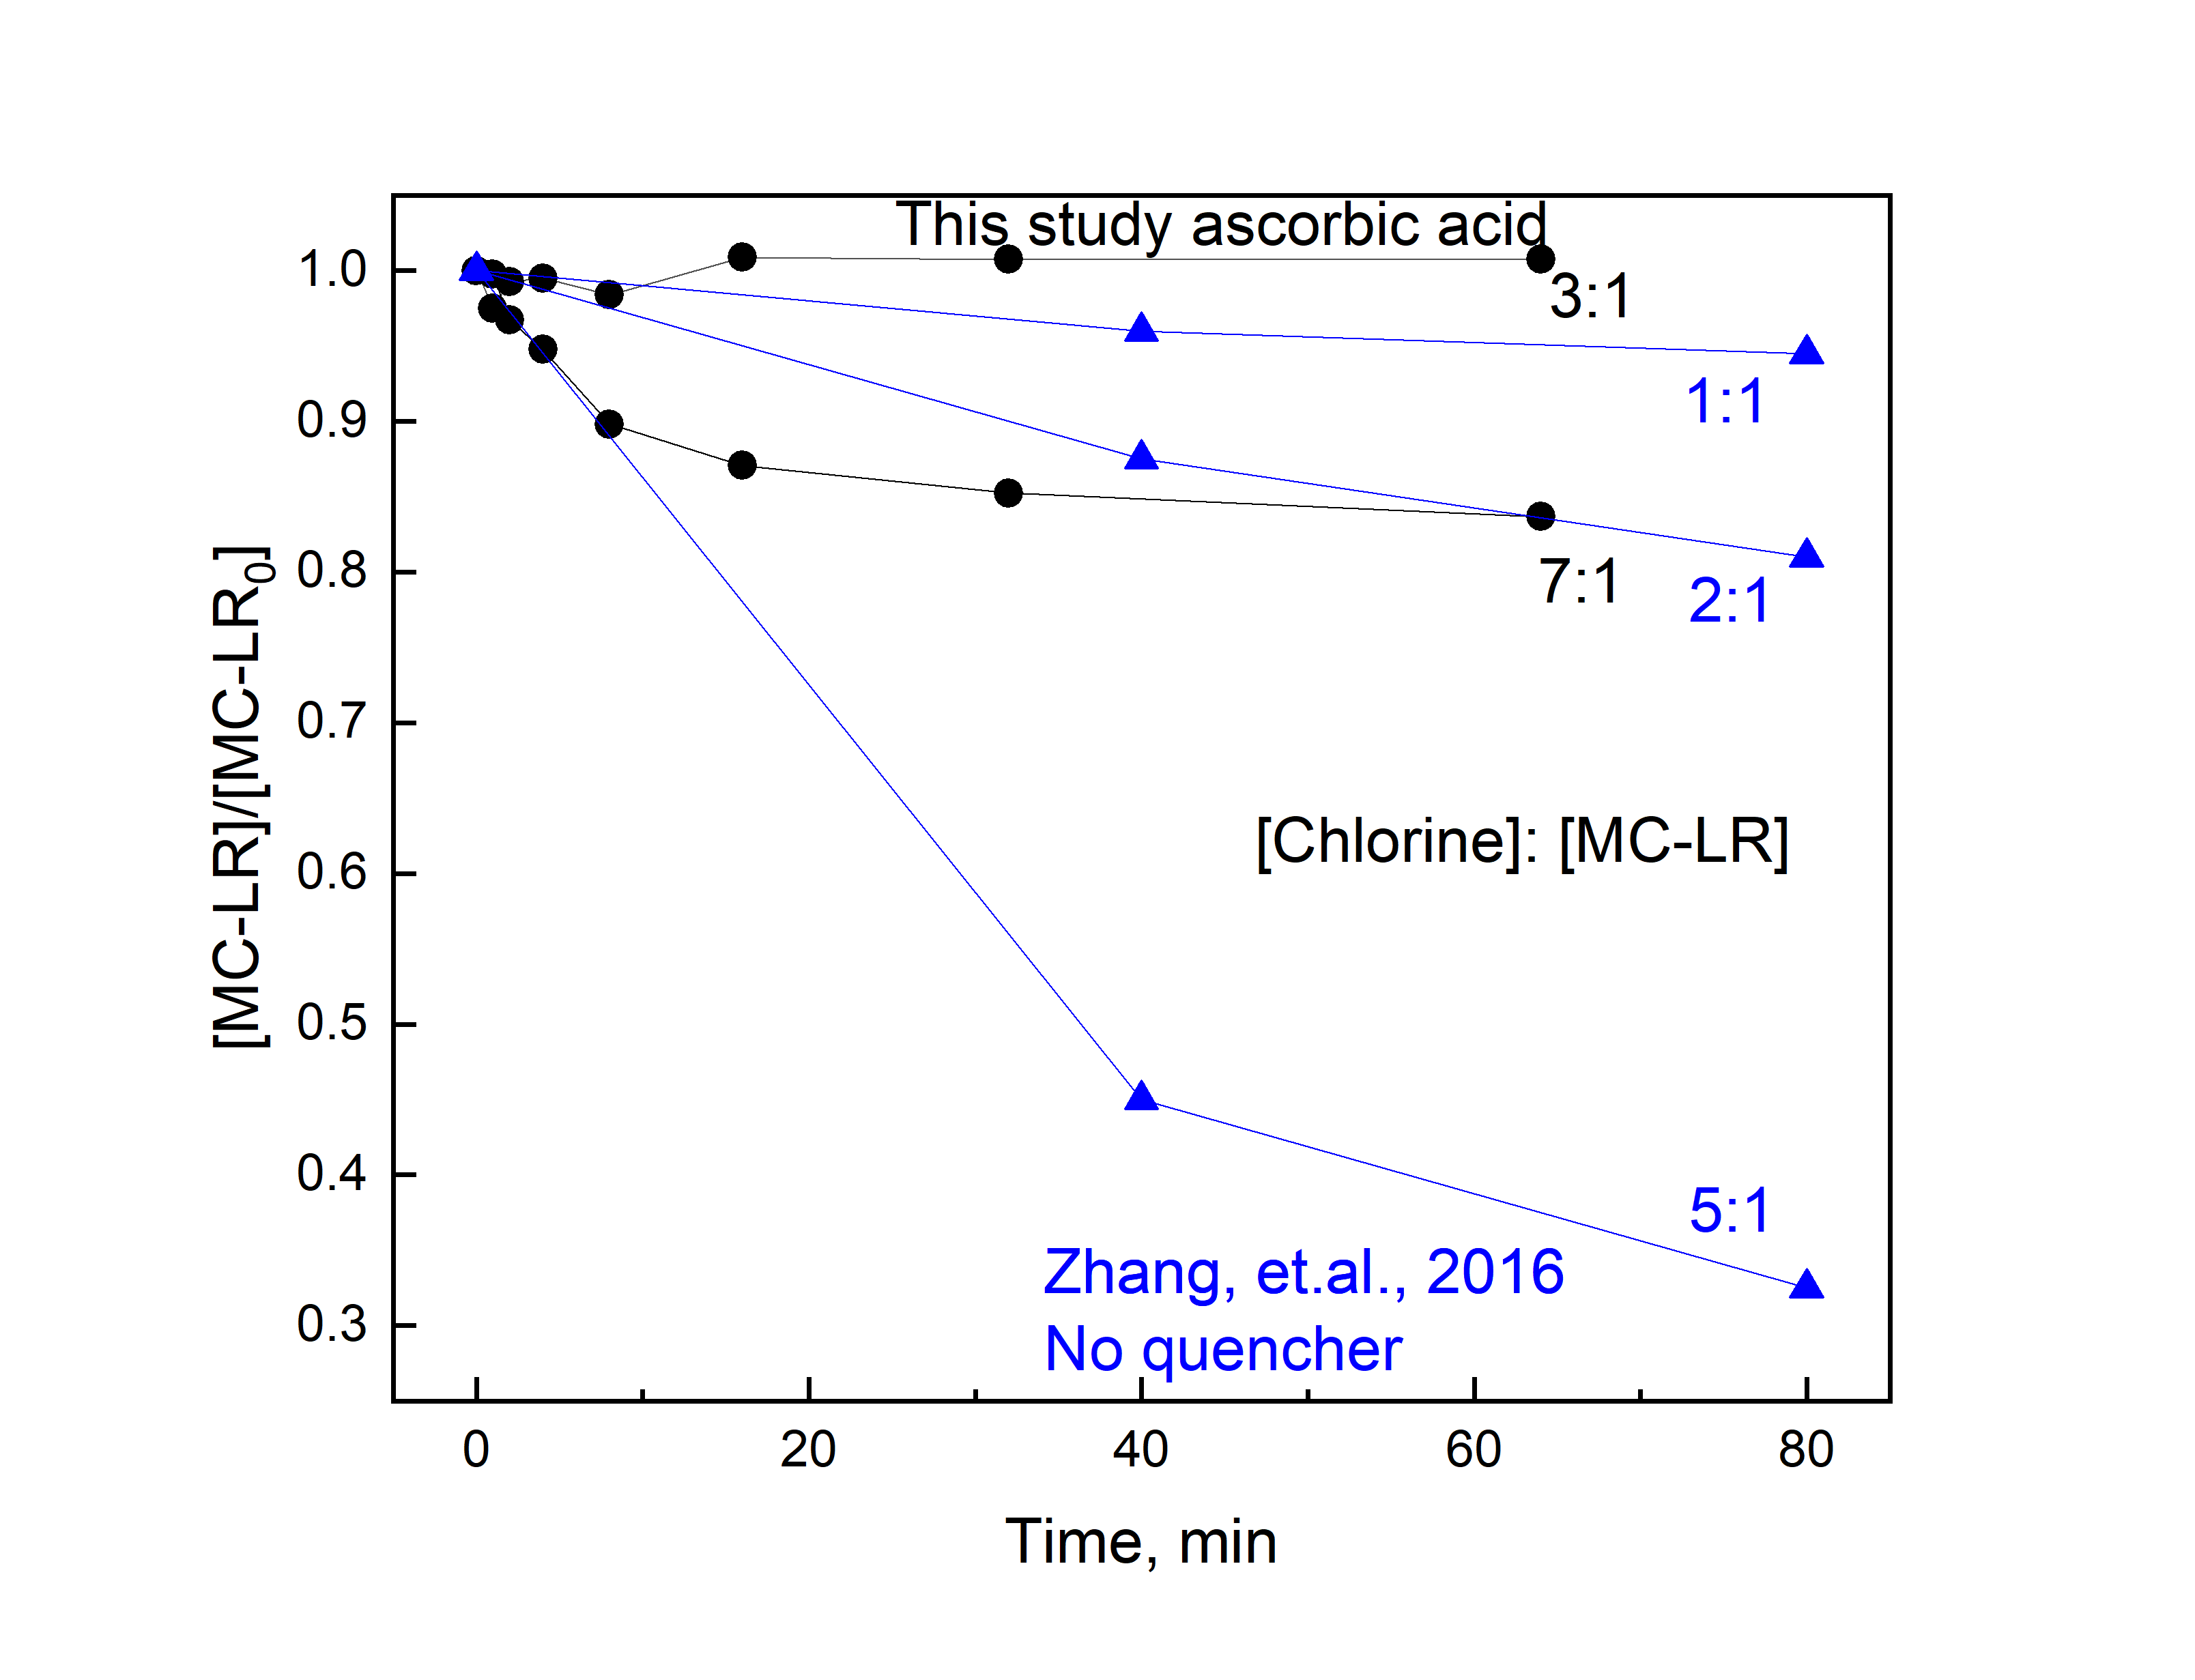 This study ascorbic acid
1.0
3:1
1:1
0.9
0.8
7:1
2:1
[MC-LR]/[MC-LR₀]
0.7
[Chlorine]: [MC-LR]
0.6
0.5
0.4
5:1
Zhang, et.al., 2016
0.3
No quencher
0 20 40 60 80
Time, min